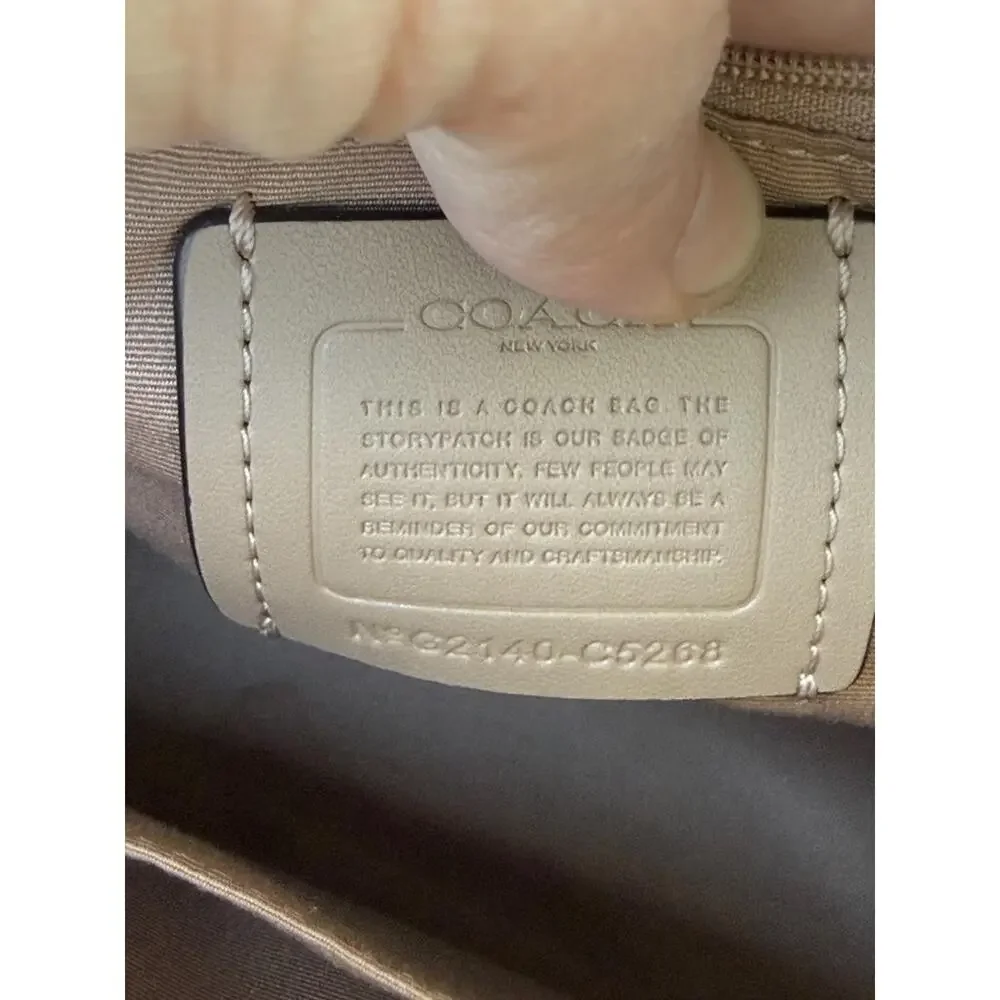 COACH
NEW YORK
THIS IS A COACH BAG. THE
STORYPATCH IS OUR BADGE OF
AUTHENTICITY. FEW PEOPLE MAY
SEE IT, BUT IT WILL ALWAYS BE A
REMINDER OF OUR COMMITMENT
TO QUALITY AND CRAFTSMANSHIP.
Nº G2140-C5268